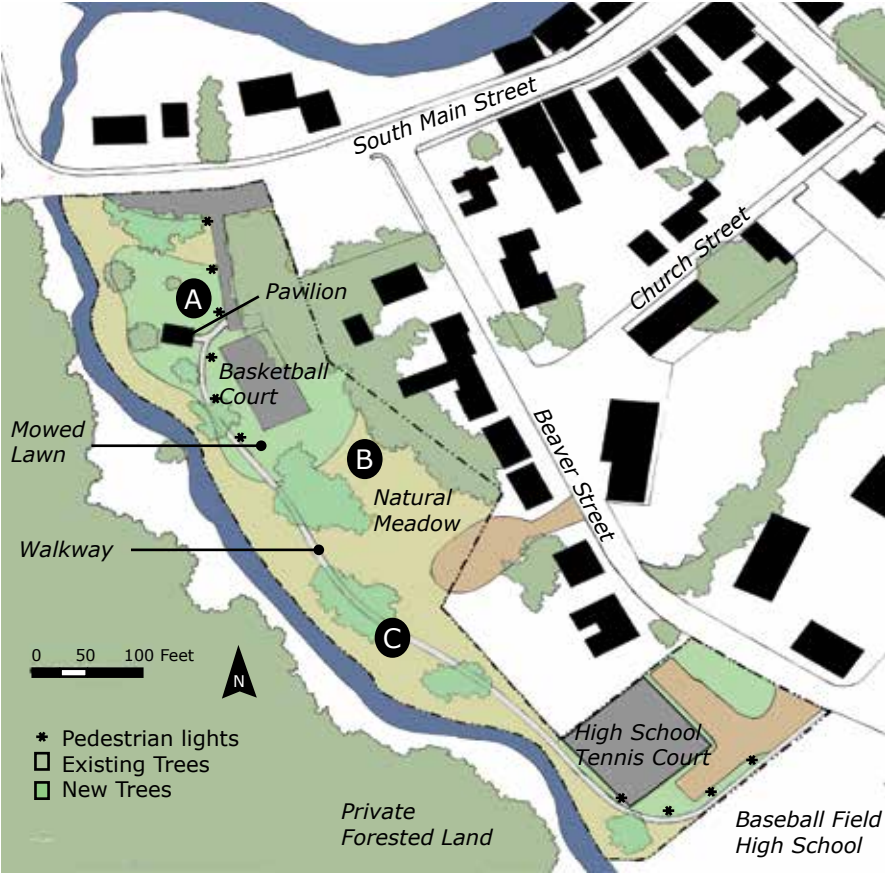 South Main Street
Church Street
A
Pavilion
Basketball
Court
Mowed
Lawn
B
Beaver Street
Natural
Meadow
Walkway
C
0 50 100 Feet
N
Pedestrian lights
Existing Trees
New Trees
High School
Tennis Court
Private
Forested Land
Baseball Field
High School